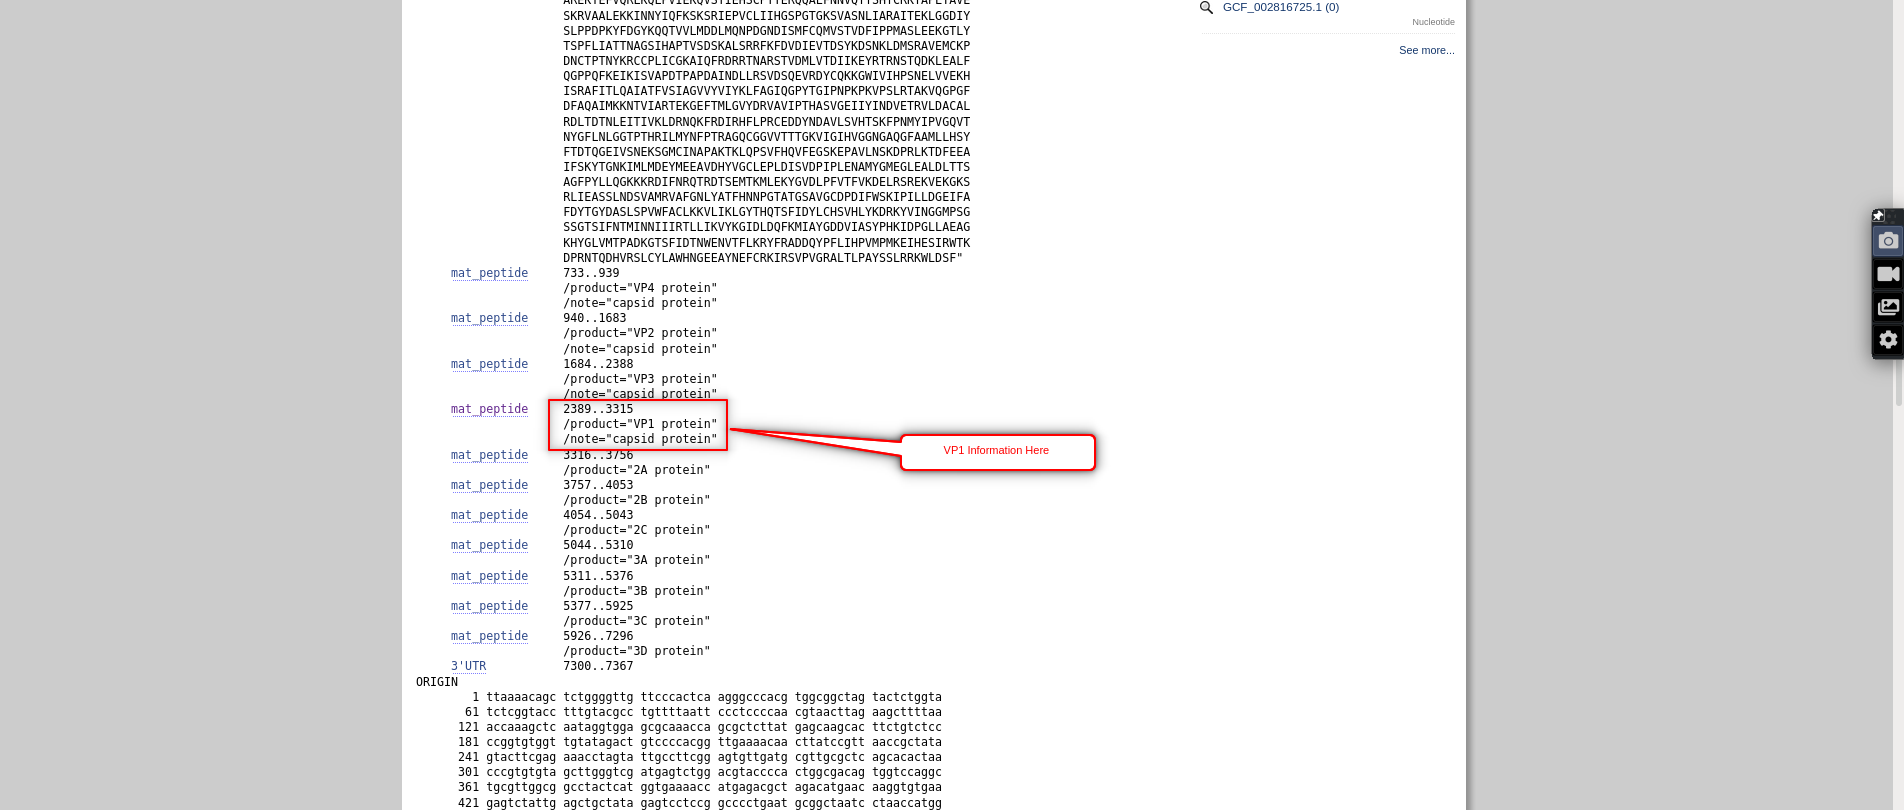 SKRVAALEKKINNYIQFKSKSRIEPVCLIIHGSPGTGKSVASNLIARAITEKLGGDIY
SLPPDPKYFDGYKQQTVVLMDDLMQNPDGNDISMFCQMVSTVDFIPPMASLEEKGTLY
TSPFLIATTNAGSIHAPTVSDSKALSRRFKFDVDIEVTDSYKDSNKLDMSRAVEMCKP
DNCTPTNYKRCCPLICGKAIQFRDRRTNARSTVDMLVTDIIKEYRTRNSTQDKLEALF
QGPPQFKEIKISVAPDTPAPDAINDLLRSVDSQEVRDYCQKKGWIVIHPSNELVVEKH
ISRAFITLQAIATFVSIAGVVYVIYKLFAGIQGPYTGIPNPKPKVPSLRTAKVQGPGF
DFAQAIMKKNTVIARTEKGEFTMLGVYDRVAVIPTHASVGEIIYINDVETRVLDACAL
RDLTDTNLEITIVKLDRNQKFRDIRHFLPRCEDDYNDAVLSVHTSKFPNMYIPVGQVT
NYGFLNLGGTPTHRILMYNFPTRAGQCGGVVTTTGKVIGIHVGGNGAQGFAAMLLHSY
FTDTQGEIVSNEKSGMCINAPAKTKLQPSVFHQVFEGSKEPAVLNSKDPRLKTDFEEA
IFSKYTGNKIMLMDEYMEEAVDHYVGCLEPLDISVDPIPLENAMYGMEGLEALDLTTS
AGFPYLLQGKKKRDIFNRQTRDTSEMTKMLEKYGVDLPFVTFVKDELRSREKVEKGKS
RLIEASSLNDSVAMRVAFGNLYATFHNNPGTATGSAVGCDPDIFWSKIPILLDGEIFA
FDYTGYDASLSPVWFACLKKVLIKLGYTHQTSFIDYLCHSVHLYKDRKYVINGGMPSG
SSGTSIFNTMINNIIIRTLLIKVYKGIDLDQFKMIAYGDDVIASYPHKIDPGLLAEAG
KHYGLVMTPADKGTSFIDTNWENVTFLKRYFRADDQYPFLIHPVMPMKEIHESIRWTK
DPRNTQDHVRSLCYLAWHNGEEAYNEFCRKIRSVPVGRALTLPAYSSLRRKWLDSF"
mat_peptide 733..939
/product="VP4 protein"
/note="capsid protein"
mat_peptide 940..1683
/product="VP2 protein"
/note="capsid protein"
mat_peptide 1684..2388
/product="VP3 protein"
/note="capsid protein"
mat_peptide 2389..3315
/product="VP1 protein"
/note="capsid protein"
mat_peptide 3316..3756
/product="2A protein"
mat_peptide 3757..4053
/product="2B protein"
mat_peptide 4054..5043
/product="2C protein"
mat_peptide 5044..5310
/product="3A protein"
mat_peptide 5311..5376
/product="3B protein"
mat_peptide 5377..5925
/product="3C protein"
mat_peptide 5926..7296
/product="3D protein"
3'UTR 7300..7367
ORIGIN
1 ttaaaacagc tctggggttg ttcccactca agggcccacg tggcggctag tactctggta
61 tctcggtacc tttgtacgcc tgttttaatt ccctccccaa cgtaacttag aagcttttaa
121 accaaagctc aataggtgga gcgcaaacca gcgctcttat gagcaagcac ttctgtctcc
181 ccggtgtggt tgtatagact gtccccacgg ttgaaaacaa cttatccgtt aaccgctata
241 gtacttcgag aaacctagta ttgccttcgg agtgttgatg cgttgcgctc agcacactaa
301 cccgtgtgta gcttgggtcg atgagtctgg acgtacccca ctggcgacag tggtccaggc
361 tgcgttggcg gcctactcat ggtgaaaacc atgagacgct agacatgaac aaggtgtgaa
421 gagtctattg agctgctata gagtcctccg gcccctgaat gcggctaatc ctaaccatgg
VP1 Information Here
GCF_002816725.1 (0)
Nucleotide
See more...